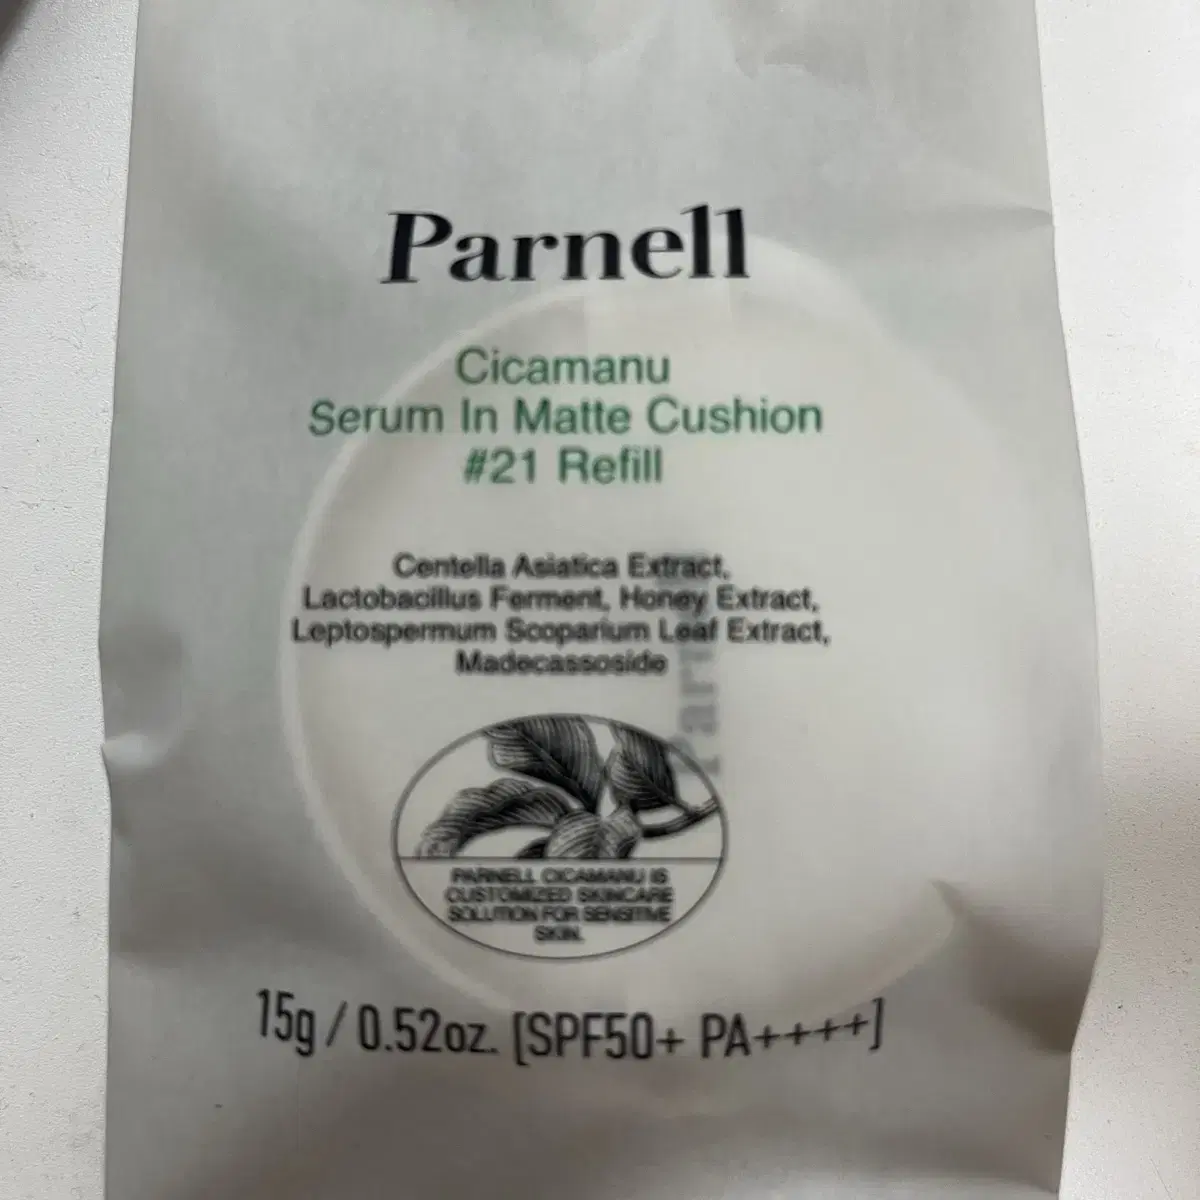 Parnell
Cicamanu
Serum In Matte Cushion
#21 Refill
Centella Asiatica Extract,
Lactobacillus Ferment, Honey Extract,
Leptospermum Scoparium Leaf Extract,
Madecassoside
PARNELL CICAMANU IS
CUSTOMIZED SKINCARE
SOLUTION FOR SENSITIVE
SKIN.
15g / 0.52oz. [SPF50+ PA++++]